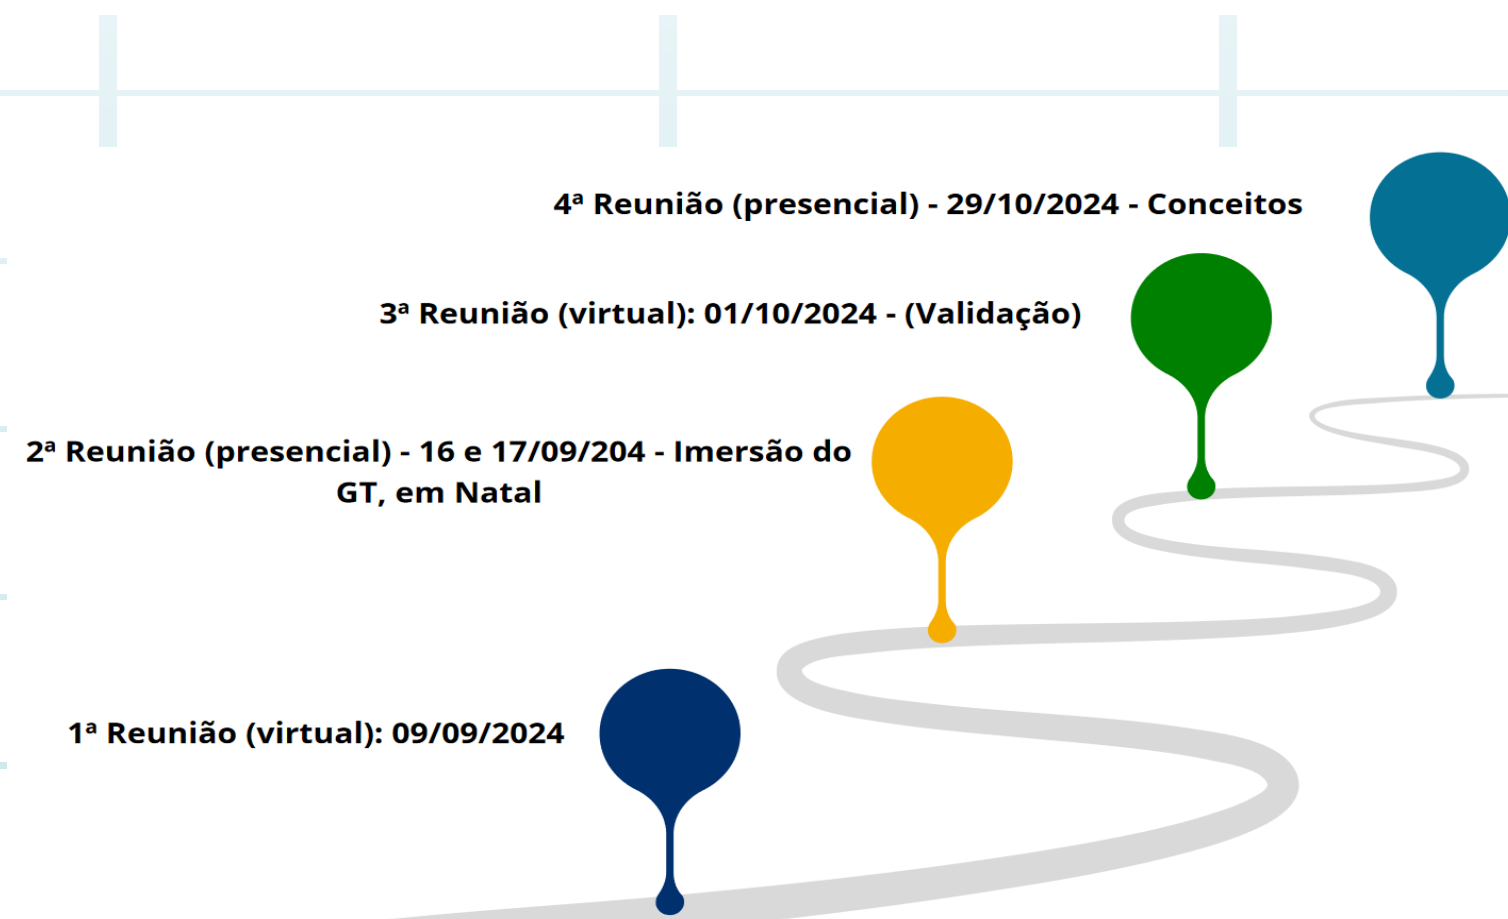 4ª Reunião (presencial) - 29/10/2024 - Conceitos
3ª Reunião (virtual): 01/10/2024 - (Validação)
2ª Reunião (presencial) - 16 e 17/09/204 - Imersão do
GT, em Natal
1ª Reunião (virtual): 09/09/2024